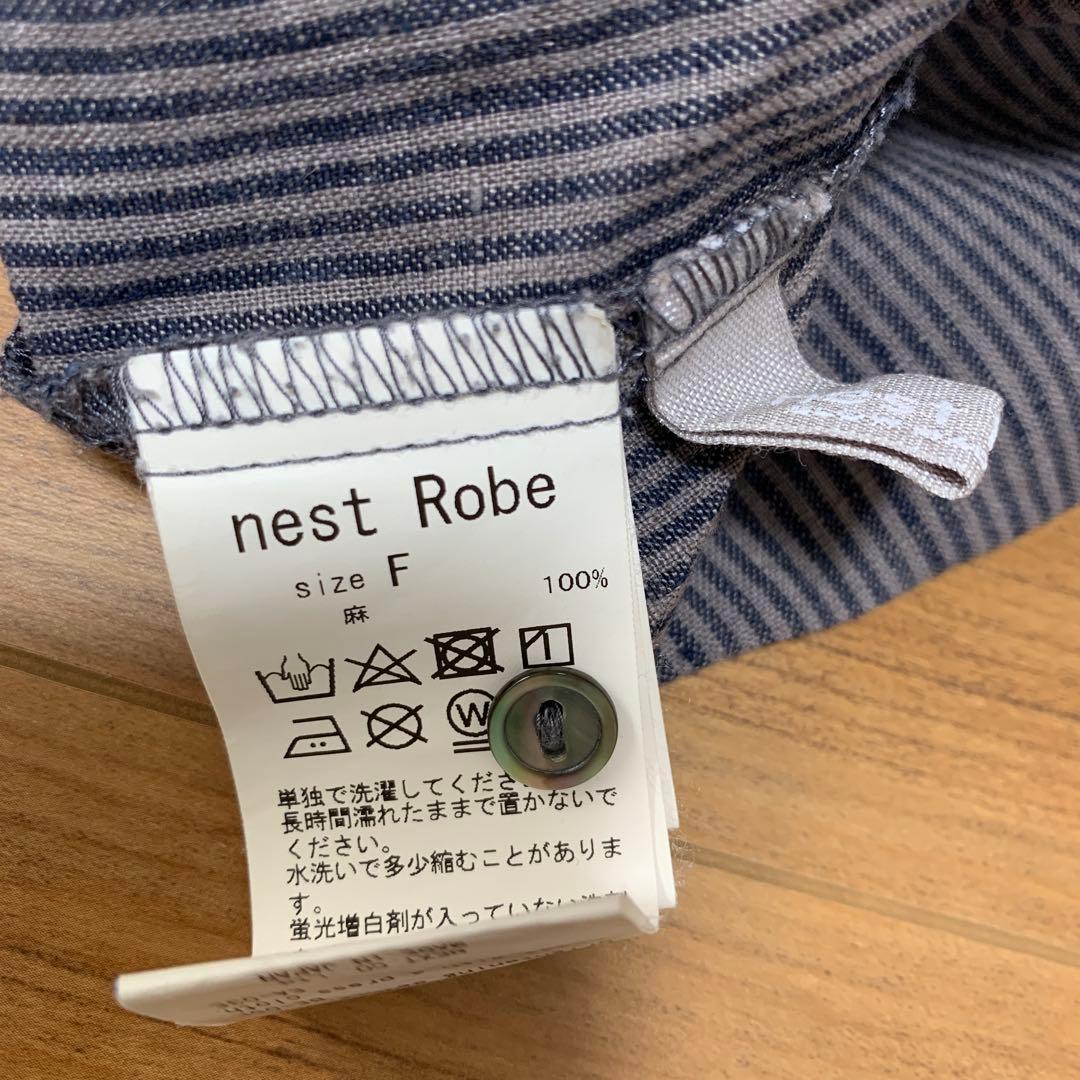 nest Robe
size F
麻 100%
W
単独で洗濯してくださ
長時間濡れたままで置かないで
ください。
水洗いで多少縮むことがありま
す。
蛍光増白剤が入っていない洗剤
JAPAN